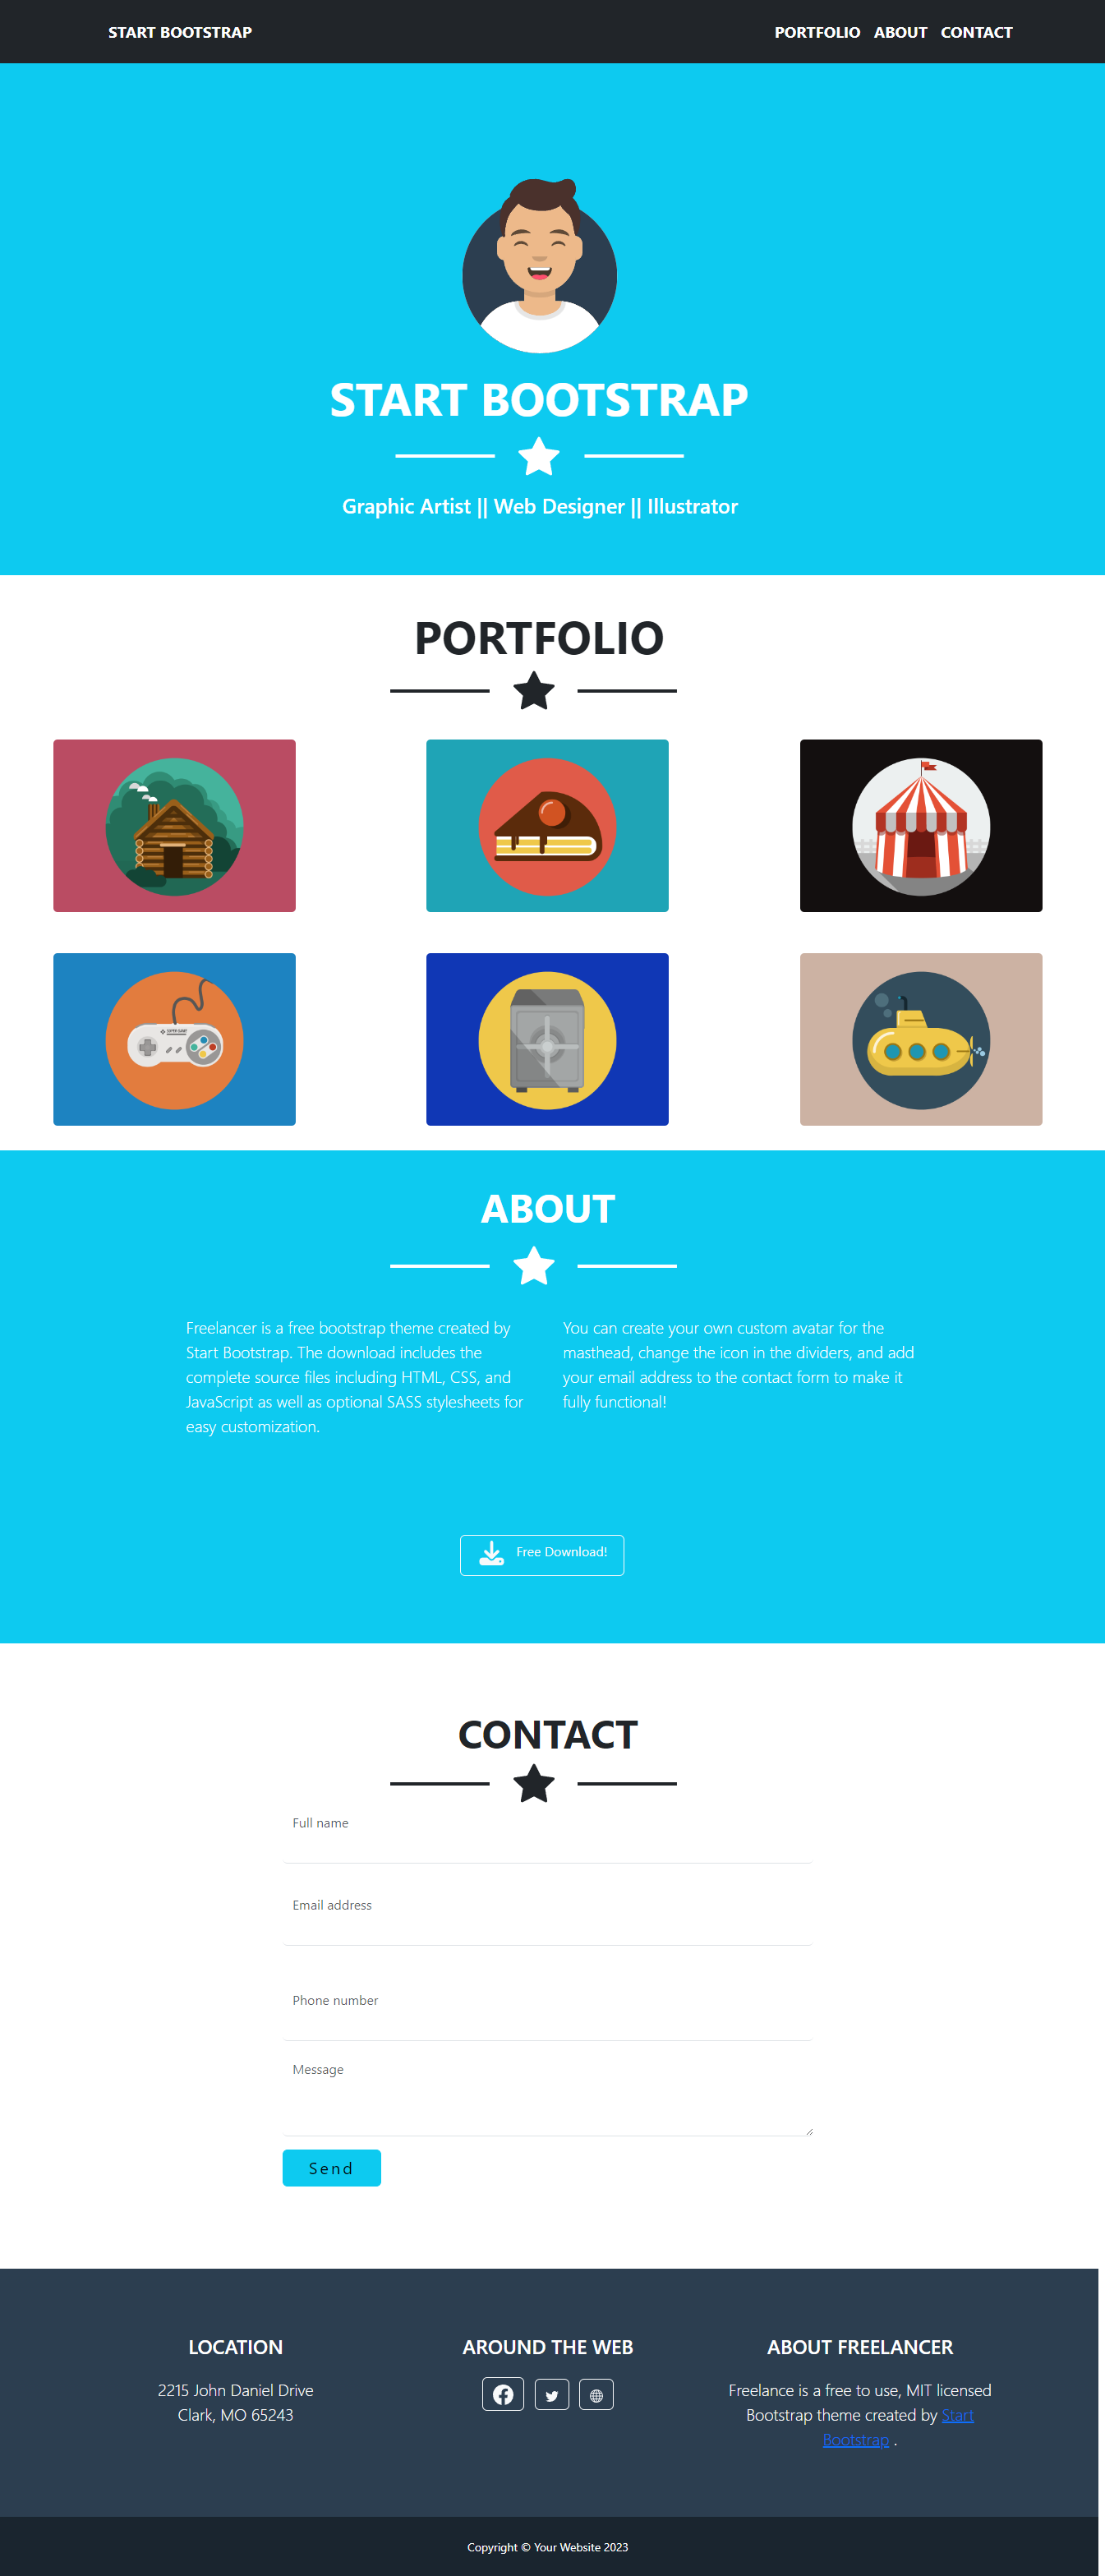 START BOOTSTRAP
PORTFOLIO ABOUT CONTACT
START BOOTSTRAP
Graphic Artist || Web Designer || Illustrator
PORTFOLIO
SUPER GAME
ABOUT
Freelancer is a free bootstrap theme created by
Start Bootstrap. The download includes the
complete source files including HTML, CSS, and
JavaScript as well as optional SASS stylesheets for
easy customization.
You can create your own custom avatar for the
masthead, change the icon in the dividers, and add
your email address to the contact form to make it
fully functional!
Free Download!
CONTACT
Full name
Email address
Phone number
Message
Send
LOCATION
2215 John Daniel Drive
Clark, MO 65243
AROUND THE WEB
ABOUT FREELANCER
Freelance is a free to use, MIT licensed
Bootstrap theme created by Start
Bootstrap .
Copyright © Your Website 2023